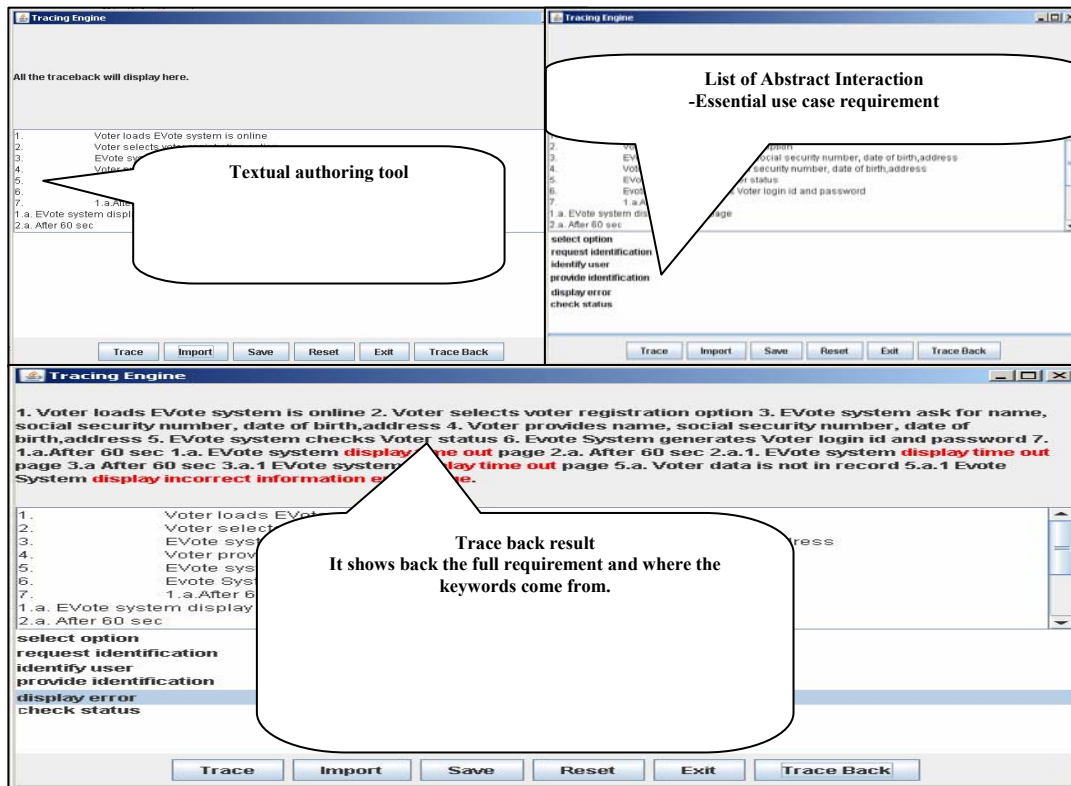 Tracing Engine
All the traceback will display here.
1. Voter loads EVote system is online
2. Voter selects voter registration option
3. EVote sy
4. Voter
5.
6.
7. 1.a.After
1.a. EVote system displ
2.a. After 60 sec
Textual authoring tool
Trace Import Save Reset Exit Trace Back
Tracing Engine
List of Abstract Interaction
-Essential use case requirement
2. option
3. EV social security number, date of birth,address
4. Vot security number, date of birth,address
5. EVo status
6. Evot Voter login id and password
7. 1.a.A
1.a. EVote system dis page
2.a. After 60 sec
select option
request identification
identify user
provide identification
display error
check status
Trace Import Save Reset Exit Trace Back
Tracing Engine
1. Voter loads EVote system is online 2. Voter selects voter registration option 3. EVote system ask for name,
social security number, date of birth,address 4. Voter provides name, social security number, date of
birth,address 5. EVote system checks Voter status 6. Evote System generates Voter login id and password 7.
1.a.After 60 sec 1.a. EVote system display time out page 2.a. After 60 sec 2.a.1. EVote system display time out
page 3.a After 60 sec 3.a.1 EVote system display time out page 5.a. Voter data is not in record 5.a.1 Evote
System display incorrect information
1. Voter loads EVote
2. Voter selec
3. EVote sys ress
4. Voter prov
5. EVote sys
6. Evote Syst
7. 1.a.After 6
1.a. EVote system display
2.a. After 60 sec
select option
request identification
identify user
provide identification
display error
check status
Trace back result
It shows back the full requirement and where the
keywords come from.
Trace Import Save Reset Exit Trace Back